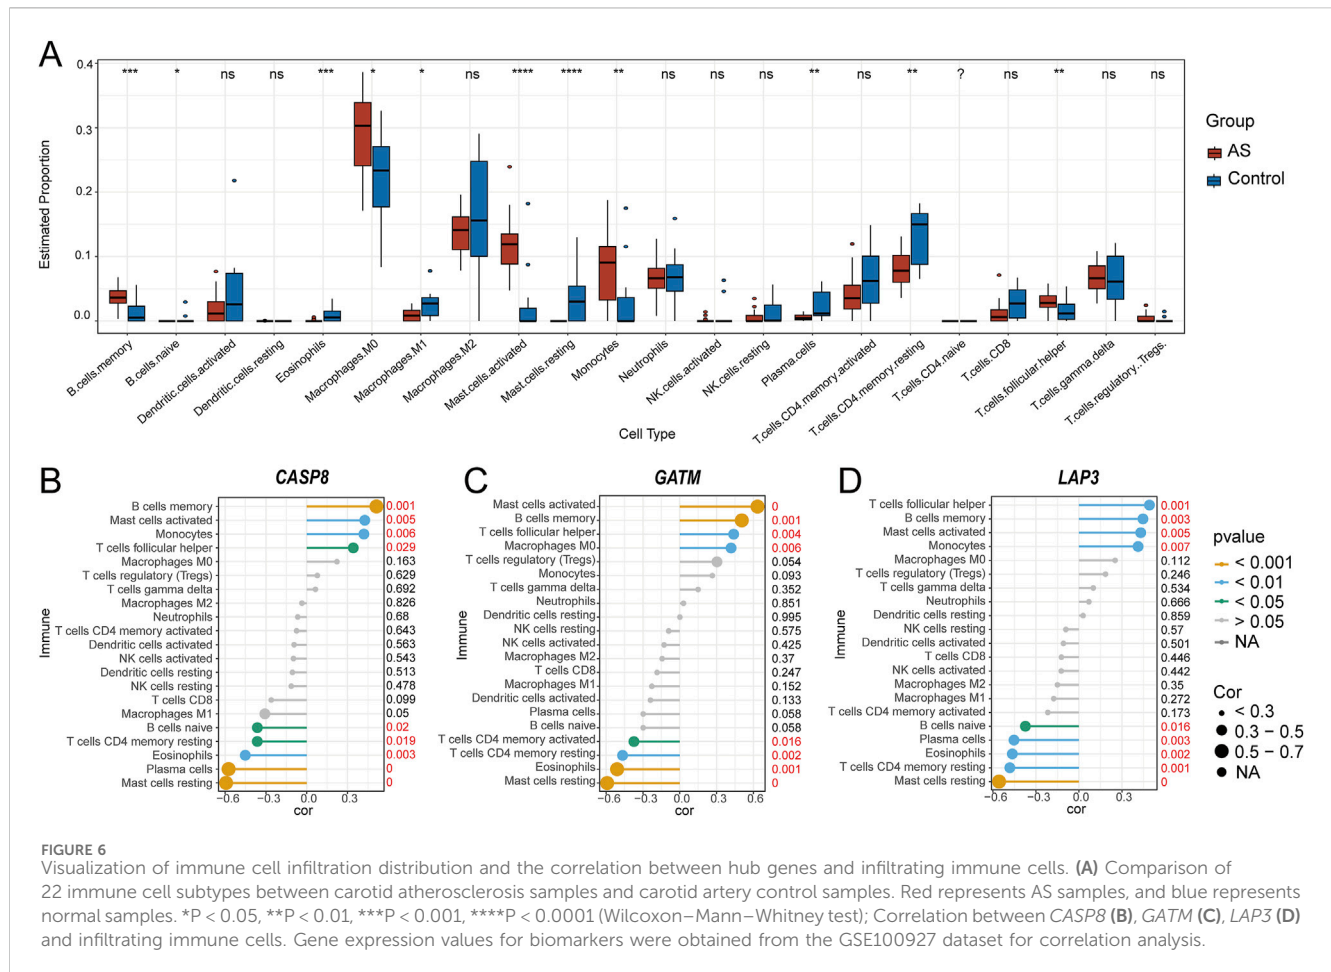 A
*** * ns ns *** * * ns **** **** ** ns ns ns ** ns ** ? ns ** ns ns
0.4
0.3
0.2
0.1
0.0
Estimated Proportion
B.cells.memory
B.cells.naive
Dendritic.cells.activated
Dendritic.cells.resting
Eosinophils
Macrophages.M0
Macrophages.M1
Macrophages.M2
Mast.cells.activated
Mast.cells.resting
Monocytes
Neutrophils
NK.cells.activated
NK.cells.resting
Plasma.cells
T.cells.CD4.memory.activated
T.cells.CD4.memory.resting
T.cells.CD4.naive
T.cells.CD8
T.cells.follicular.helper
T.cells.gamma.delta
T.cells.regulatory..Tregs.
Cell Type
Group
AS
Control
B
CASP8
Immune
B cells memory 0.001
Mast cells activated 0.005
Monocytes 0.006
T cells follicular helper 0.029
Macrophages M0 0.163
T cells regulatory (Tregs) 0.629
T cells gamma delta 0.692
Macrophages M2 0.826
Neutrophils 0.68
T cells CD4 memory activated 0.643
Dendritic cells activated 0.563
NK cells activated 0.543
Dendritic cells resting 0.513
NK cells resting 0.478
T cells CD8 0.099
Macrophages M1 0.05
B cells naive 0.02
T cells CD4 memory resting 0.019
Eosinophils 0.003
Plasma cells 0
Mast cells resting 0
−0.6 0.0 0.3
cor
C
GATM
Immune
Mast cells activated 0
B cells memory 0.001
T cells follicular helper 0.004
Macrophages M0 0.006
T cells regulatory (Tregs) 0.054
Monocytes 0.093
T cells gamma delta 0.352
Neutrophils 0.851
Dendritic cells resting 0.995
NK cells resting 0.575
NK cells activated 0.425
Macrophages M2 0.37
T cells CD8 0.247
Macrophages M1 0.152
Dendritic cells activated 0.133
Plasma cells 0.058
B cells naive 0.058
T cells CD4 memory activated 0.016
T cells CD4 memory resting 0.002
Eosinophils 0.001
Mast cells resting 0
−0.6 −0.3 0.0 0.3 0.6
cor
D
LAP3
Immune
T cells follicular helper 0.001
B cells memory 0.003
Mast cells activated 0.005
Monocytes 0.007
Macrophages M0 0.112
T cells regulatory (Tregs) 0.246
T cells gamma delta 0.534
Neutrophils 0.666
Dendritic cells resting 0.859
NK cells resting 0.57
Dendritic cells activated 0.501
T cells CD8 0.446
NK cells activated 0.442
Macrophages M2 0.35
Macrophages M1 0.272
T cells CD4 memory activated 0.173
B cells naive 0.016
Plasma cells 0.003
Eosinophils 0.002
T cells CD4 memory resting 0.001
Mast cells resting 0
−0.6 0.0 0.3
cor
pvalue
< 0.001
< 0.01
< 0.05
> 0.05
NA
Cor
< 0.3
0.3 – 0.5
0.5 – 0.7
NA
FIGURE 6
Visualization of immune cell infiltration distribution and the correlation between hub genes and infiltrating immune cells. (A) Comparison of
22 immune cell subtypes between carotid atherosclerosis samples and carotid artery control samples. Red represents AS samples, and blue represents
normal samples. *P < 0.05, **P < 0.01, ***P < 0.001, ****P < 0.0001 (Wilcoxon–Mann–Whitney test); Correlation between CASP8 (B), GATM (C), LAP3 (D)
and infiltrating immune cells. Gene expression values for biomarkers were obtained from the GSE100927 dataset for correlation analysis.